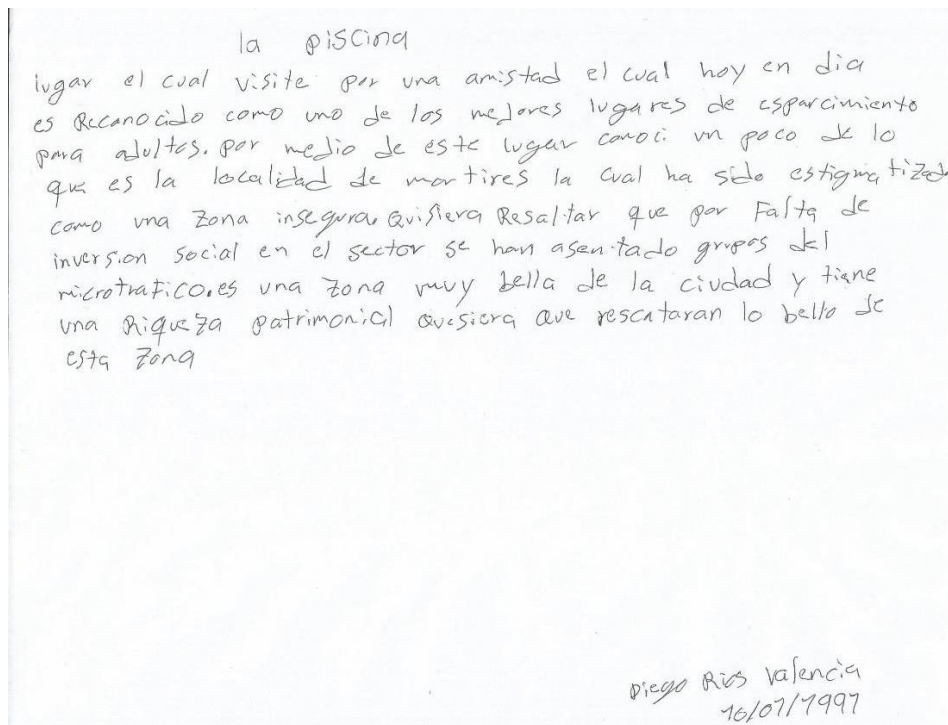 la piscina
lugar el cual visite por una amistad el cual hoy en dia
es Reconocido como uno de los mejores lugares de esparcimiento
para adultos. por medio de este lugar conoci un poco de lo
que es la localidad de martires la cual ha sido estigmatizada
como una zona insegura. Quisiera Resaltar que por Falta de
inversion social en el sector se han asentado grupos del
microtrafico. es una zona muy bella de la ciudad y tiene
una Riqueza patrimonial Quesiera Que rescataran lo bello de
esta zona
Diego Rios Valencia
16/07/1997